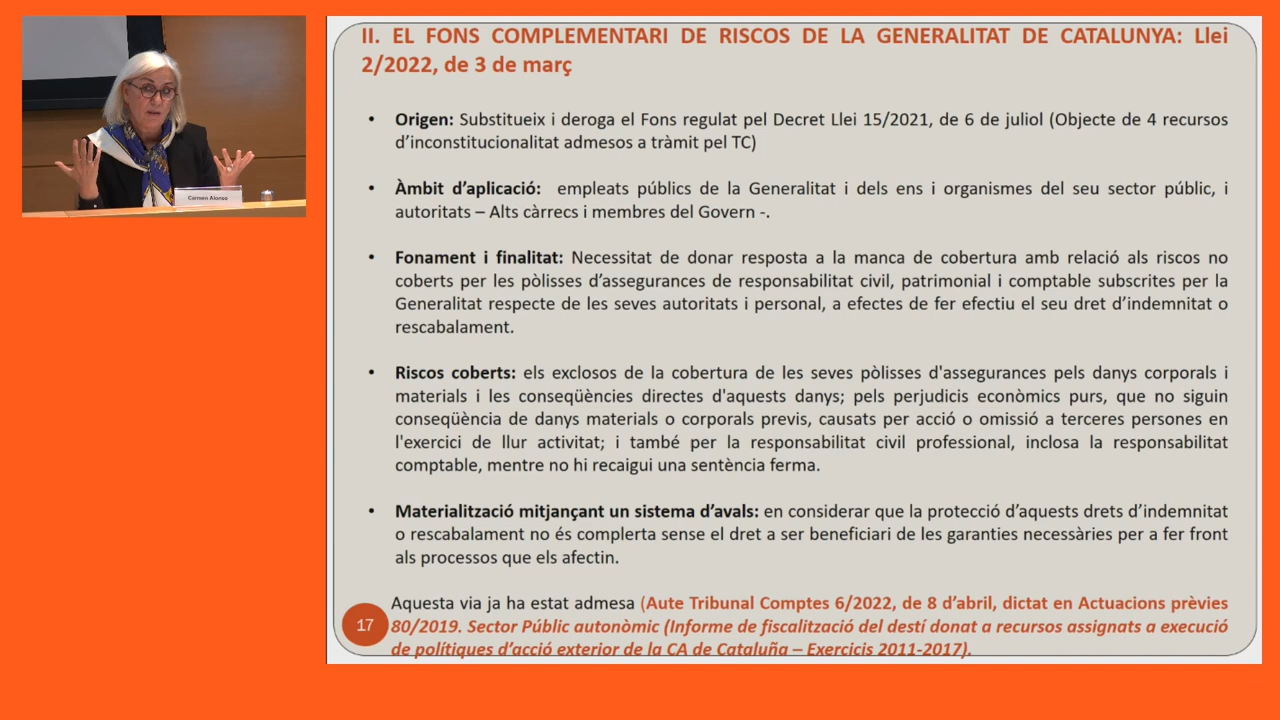 II. EL FONS COMPLEMENTARI DE RISCOS DE LA GENERALITAT DE CATALUNYA: Llei
2/2022, de 3 de març
• Origen: Substitueix i deroga el Fons regulat pel Decret Llei 15/2021, de 6 de juliol (Objecte de 4 recursos
d’inconstitucionalitat admesos a tràmit pel TC)
• Àmbit d’aplicació: empleats públics de la Generalitat i dels ens i organismes del seu sector públic, i
autoritats – Alts càrrecs i membres del Govern -.
• Fonament i finalitat: Necessitat de donar resposta a la manca de cobertura amb relació als riscos no
coberts per les pòlisses d’assegurances de responsabilitat civil, patrimonial i comptable subscrites per la
Generalitat respecte de les seves autoritats i personal, a efectes de fer efectiu el seu dret d’indemnitat o
rescabalament.
• Riscos coberts: els exclosos de la cobertura de les seves pòlisses d'assegurances pels danys corporals i
materials i les conseqüències directes d'aquests danys; pels perjudicis econòmics purs, que no siguin
conseqüència de danys materials o corporals previs, causats per acció o omissió a terceres persones en
l'exercici de llur activitat; i també per la responsabilitat civil professional, inclosa la responsabilitat
comptable, mentre no hi recaigui una sentència ferma.
• Materialització mitjançant un sistema d’avals: en considerar que la protecció d’aquests drets d’indemnitat
o rescabalament no és complerta sense el dret a ser beneficiari de les garanties necessàries per a fer front
als processos que els afectin.
Aquesta via ja ha estat admesa (Aute Tribunal Comptes 6/2022, de 8 d’abril, dictat en Actuacions prèvies
80/2019. Sector Públic autonòmic (Informe de fiscalització del destí donat a recursos assignats a execució
de polítiques d’acció exterior de la CA de Cataluña – Exercicis 2011-2017).
17
Carmen Alonso